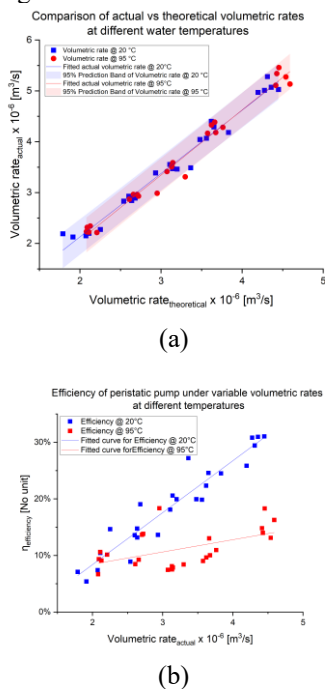 Comparison of actual vs theoretical volumetric rates
at different water temperatures
Volumetric rate @ 20 °C
Volumetric rate @ 95 °C
Fitted actual volumetric rate @ 20°C
95% Prediction Band of Volumetric rate @ 20 °C
Fitted actual volumetric rate @ 95°C
95% Prediction Band of Volumetric rate @ 95 °C
6
5
4
3
2
Volumetric rateactual x 10-6 [m3/s]
2
3
4
5
Volumetric ratetheoretical x 10-6 [m3/s]
(a)
Efficiency of peristatic pump under variable volumetric rates
at different temperatures
Efficiency @ 20°C
Efficiency @ 95°C
Fitted curve for Efficiency @ 20°C
Fitted curve forEfficiency @ 95°C
30%
20%
10%
0%
ηefficiency [No unit]
2
3
4
5
Volumetric rateactual x 10-6 [m3/s]
(b)